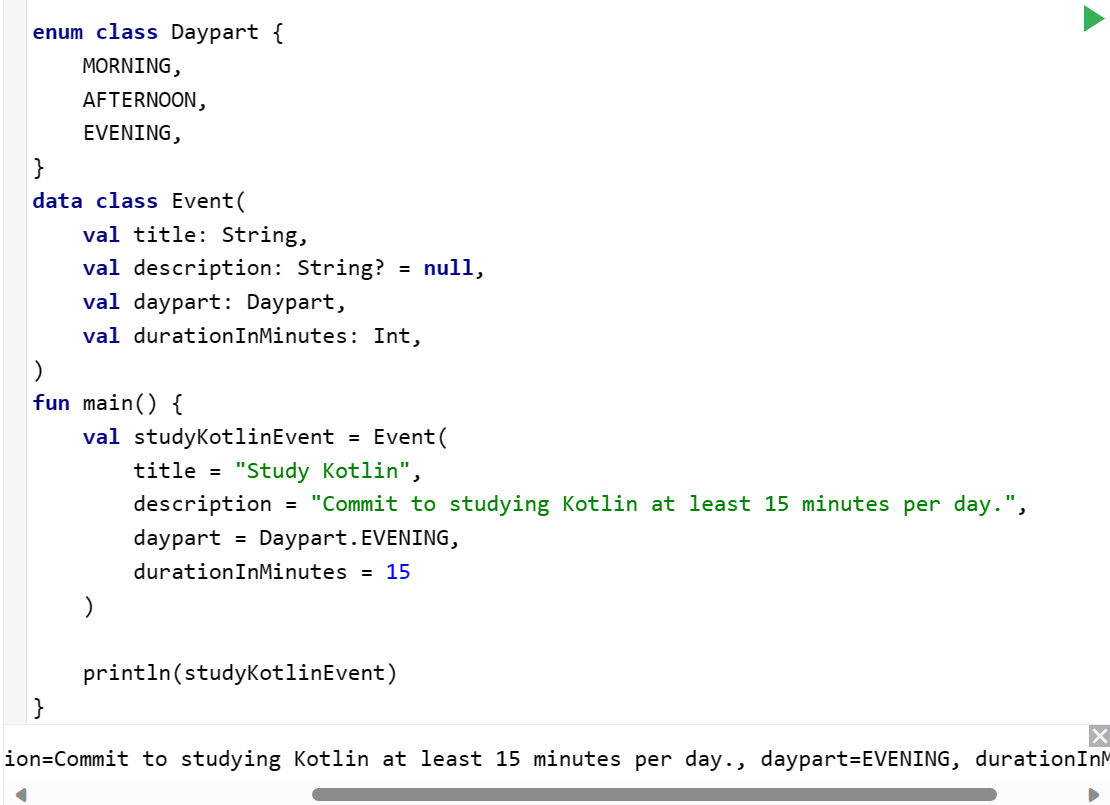 enum class Daypart {
    MORNING,
    AFTERNOON,
    EVENING,
}
data class Event(
    val title: String,
    val description: String? = null,
    val daypart: Daypart,
    val durationInMinutes: Int,
)
fun main() {
    val studyKotlinEvent = Event(
        title = "Study Kotlin",
        description = "Commit to studying Kotlin at least 15 minutes per day.",
        daypart = Daypart.EVENING,
        durationInMinutes = 15
    )

    println(studyKotlinEvent)
}
ion=Commit to studying Kotlin at least 15 minutes per day., daypart=EVENING, durationInM